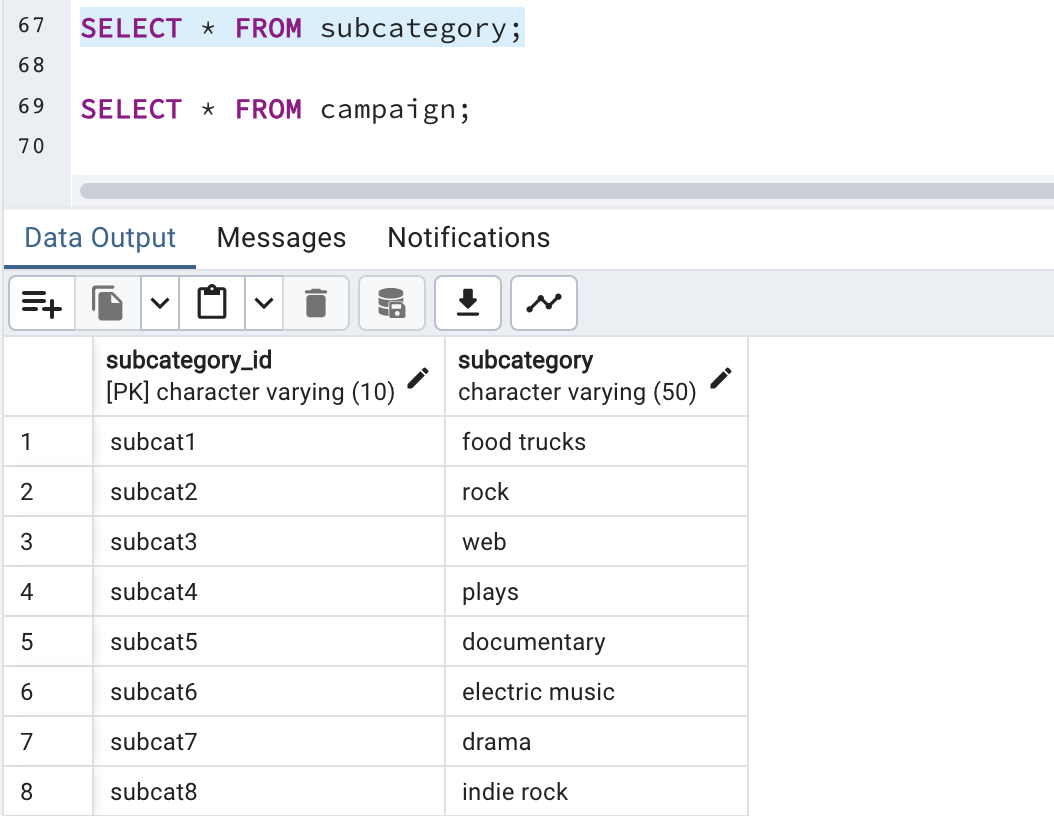 67 SELECT * FROM subcategory;
68
69 SELECT * FROM campaign;
70
Data Output Messages Notifications
subcategory_id subcategory
[PK] character varying (10) character varying (50)
1 subcat1 food trucks
2 subcat2 rock
3 subcat3 web
4 subcat4 plays
5 subcat5 documentary
6 subcat6 electric music
7 subcat7 drama
8 subcat8 indie rock